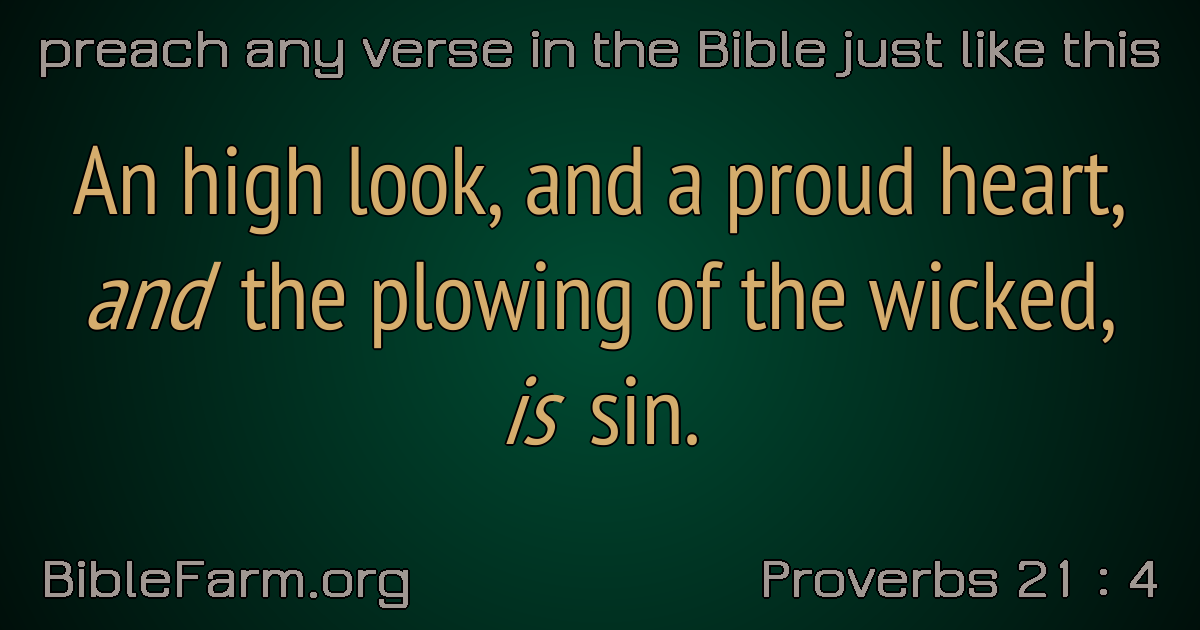 preach any verse in the Bible just like this
An high look, and a proud heart,
and the plowing of the wicked,
is sin.
BibleFarm.org
Proverbs 21 : 4